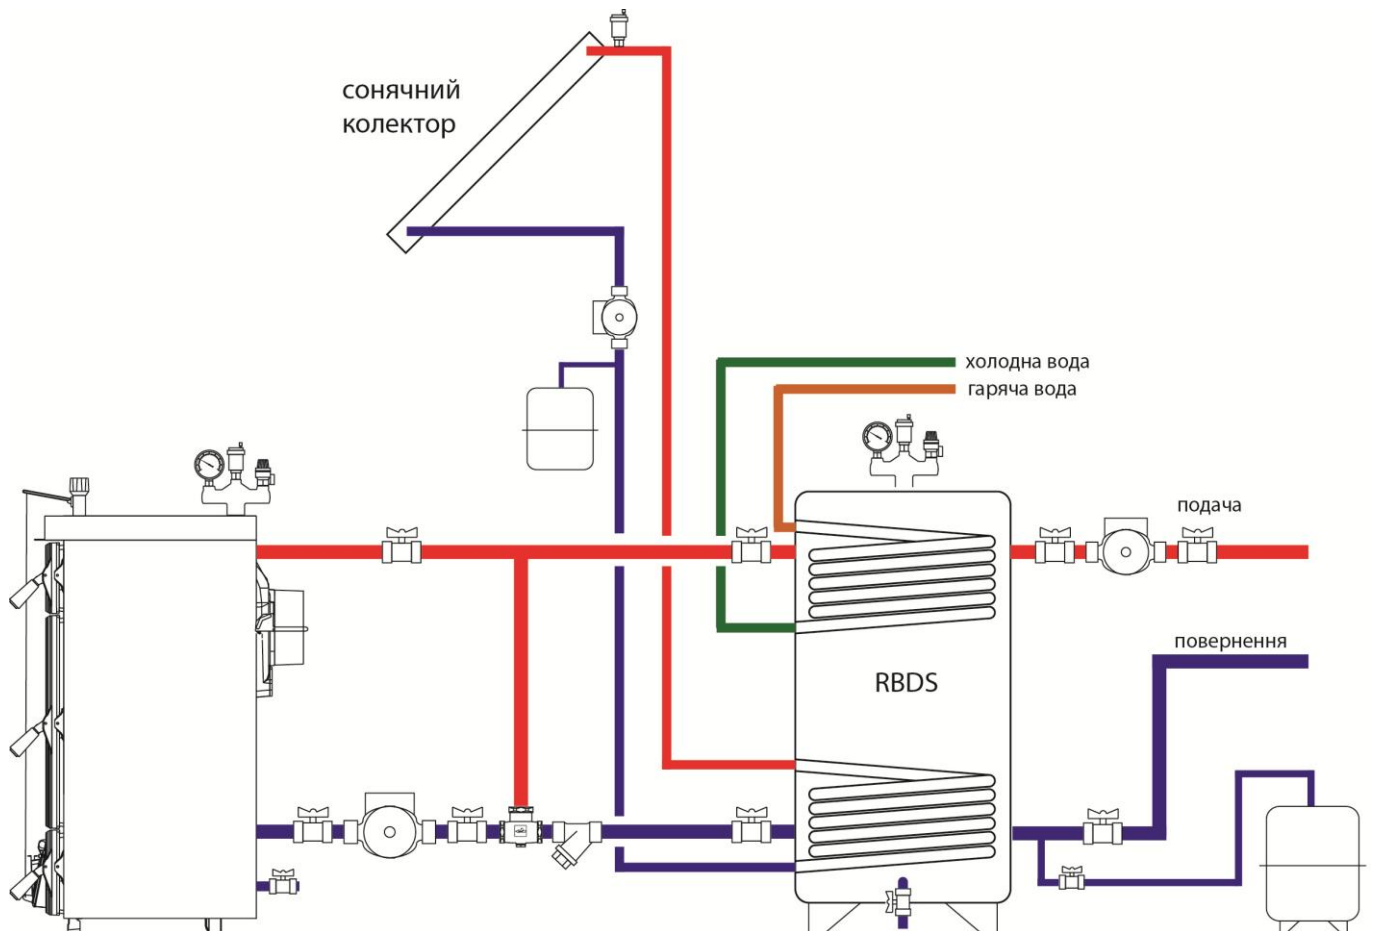 сонячний
колектор
холодна вода
гаряча вода
подача
повернення
RBDS